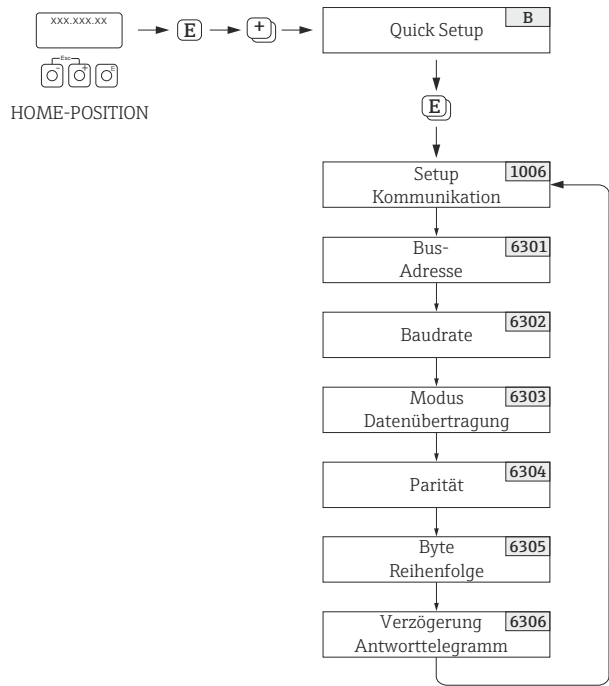 XXX.XXX.XX
Esc
- + E
HOME-POSITION
E
+
Quick Setup
B
E
Setup
Kommunikation
1006
Bus-
Adresse
6301
Baudrate
6302
Modus
Datenübertragung
6303
Parität
6304
Byte
Reihenfolge
6305
Verzögerung
Antworttelegramm
6306